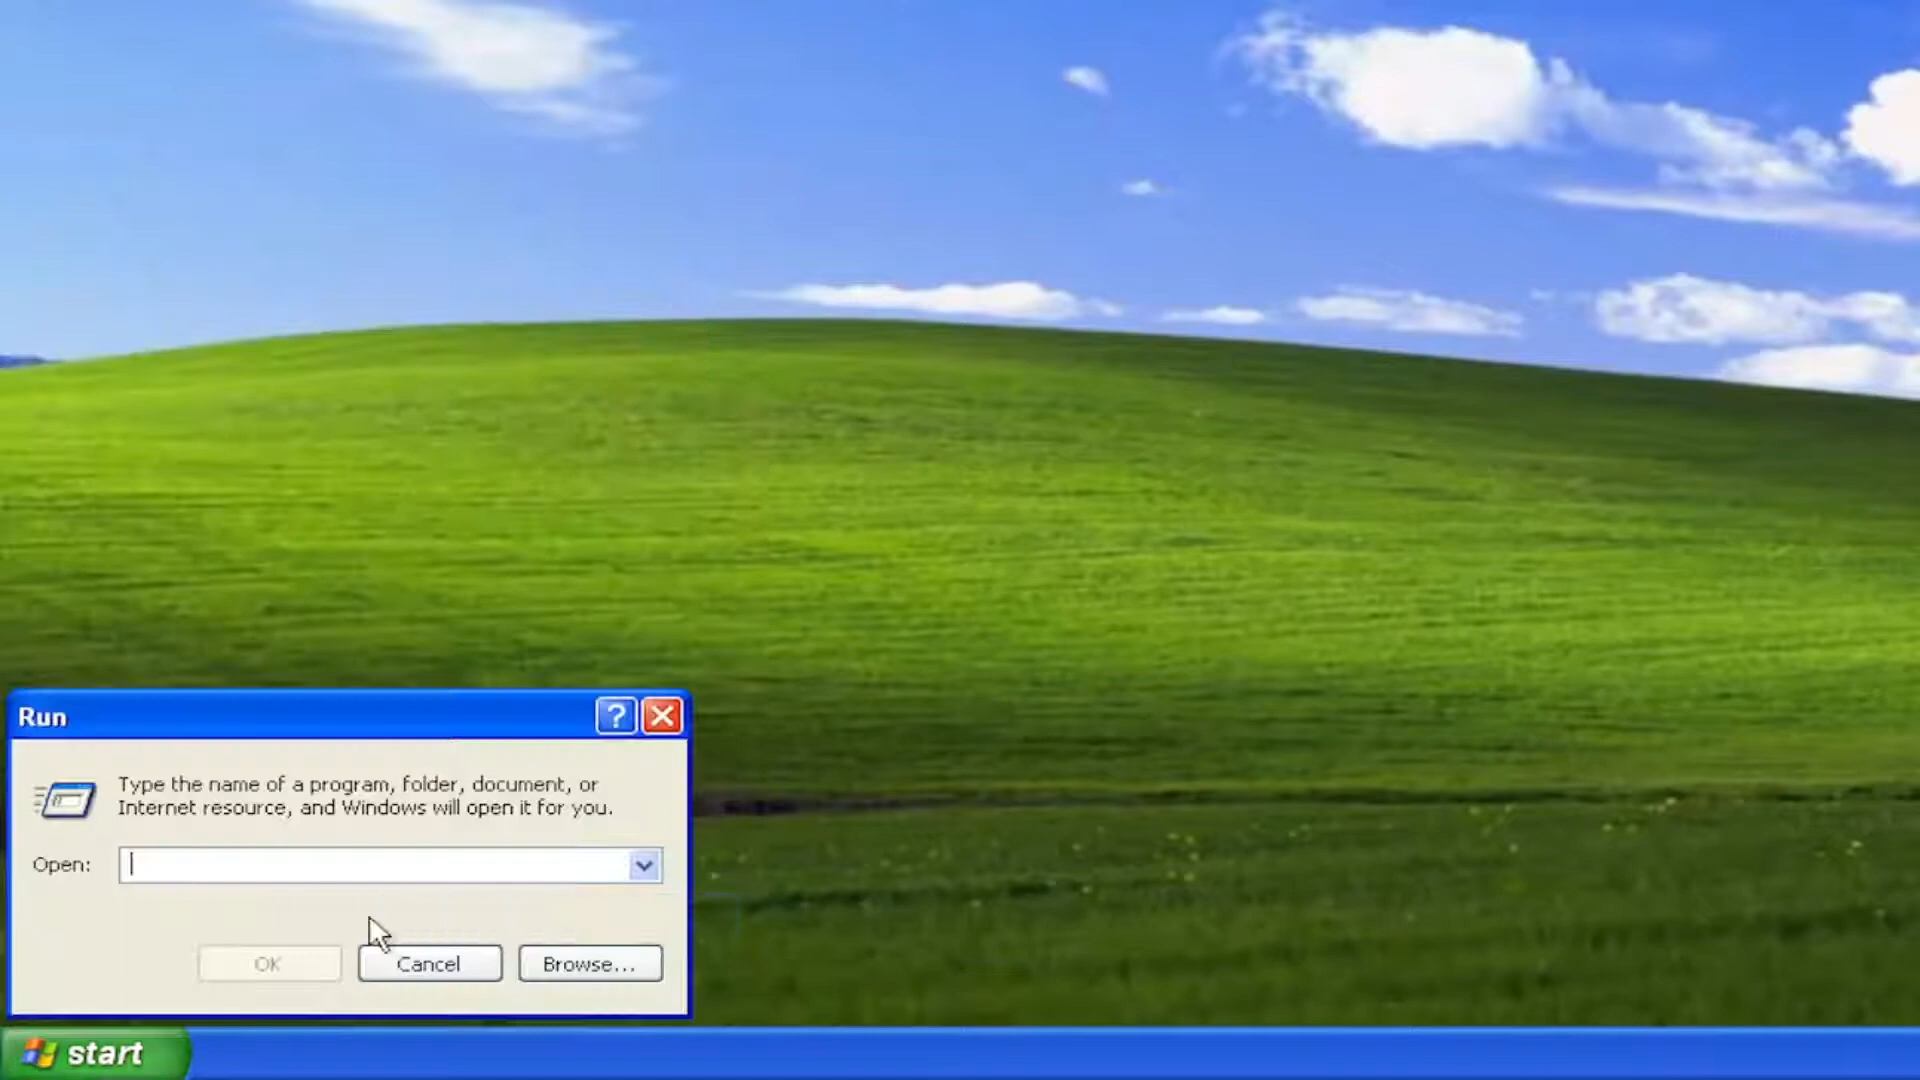 Run
Type the name of a program, folder, document, or
Internet resource, and Windows will open it for you.
Open:
OK
Cancel
Browse...
start